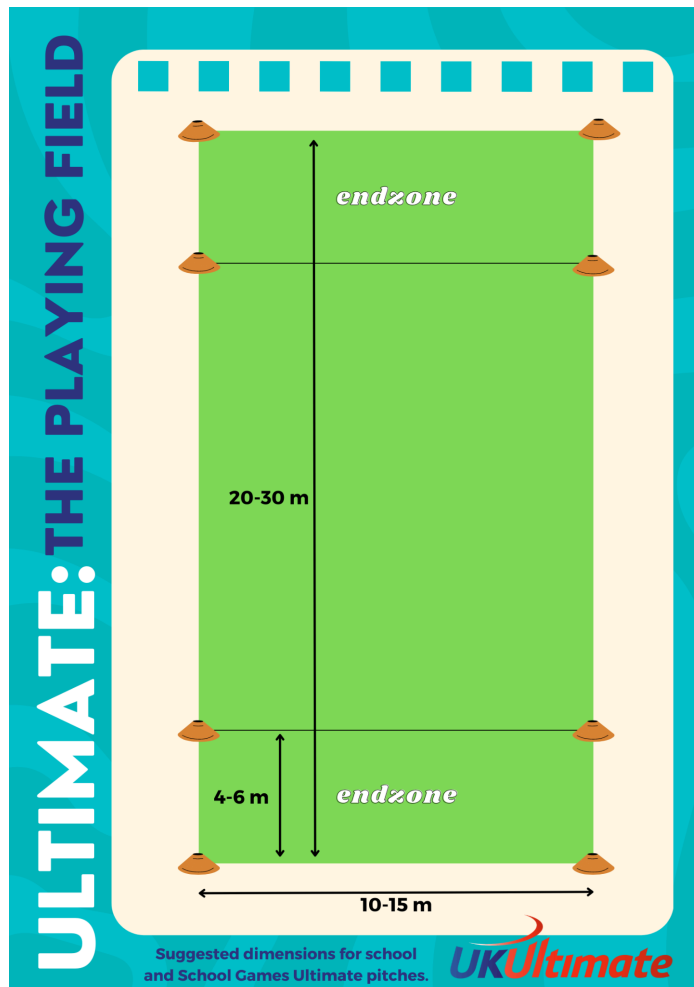 ULTIMATE: THE PLAYING FIELD
endzone
20-30 m
4-6 m
endzone
10-15 m
Suggested dimensions for school
and School Games Ultimate pitches.
UKUltimate